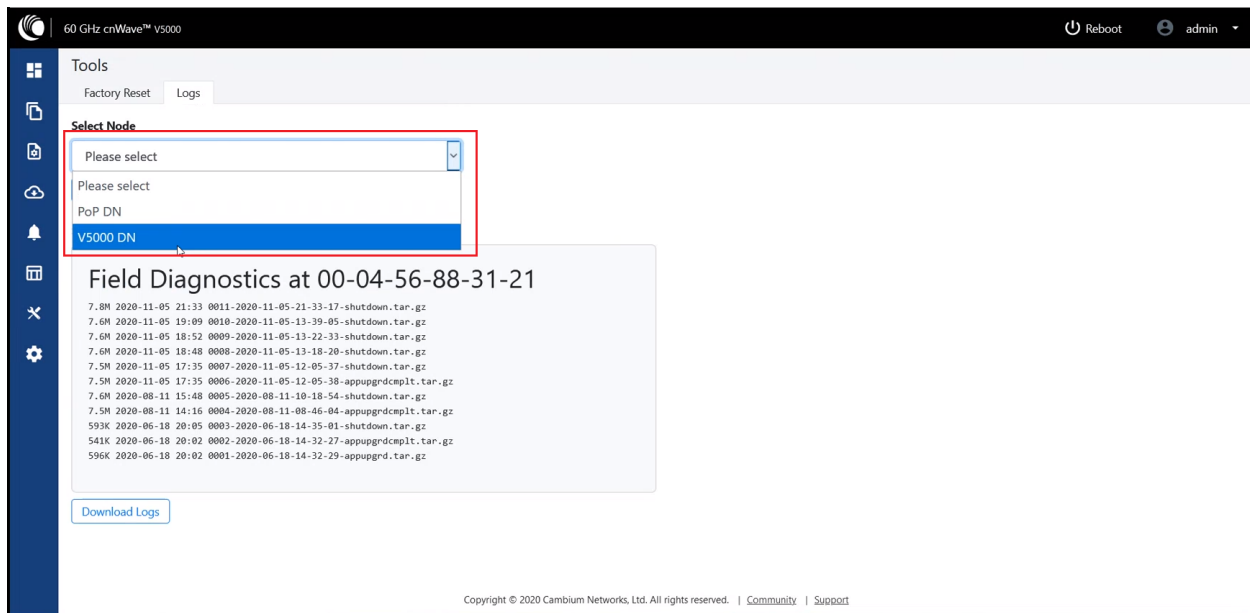 60 GHz cnWave™ V5000
Reboot
admin
Tools
Factory Reset
Logs
Select Node
Please select
Please select
PoP DN
V5000 DN
Field Diagnostics at 00-04-56-88-31-21
7.8M 2020-11-05 21:33 0011-2020-11-05-21-33-17-shutdown.tar.gz
7.6M 2020-11-05 19:09 0010-2020-11-05-13-39-05-shutdown.tar.gz
7.6M 2020-11-05 18:52 0009-2020-11-05-13-22-33-shutdown.tar.gz
7.6M 2020-11-05 18:48 0008-2020-11-05-13-18-20-shutdown.tar.gz
7.5M 2020-11-05 17:35 0007-2020-11-05-12-05-37-shutdown.tar.gz
7.5M 2020-11-05 17:35 0006-2020-11-05-12-05-38-appupgrdcmplt.tar.gz
7.6M 2020-08-11 15:48 0005-2020-08-11-10-18-54-shutdown.tar.gz
7.5M 2020-08-11 14:16 0004-2020-08-11-08-46-04-appupgrdcmplt.tar.gz
593K 2020-06-18 20:05 0003-2020-06-18-14-35-01-shutdown.tar.gz
541K 2020-06-18 20:02 0002-2020-06-18-14-32-27-appupgrdcmplt.tar.gz
596K 2020-06-18 20:02 0001-2020-06-18-14-32-29-appupgrd.tar.gz
Download Logs
Copyright © 2020 Cambium Networks, Ltd. All rights reserved. | Community | Support